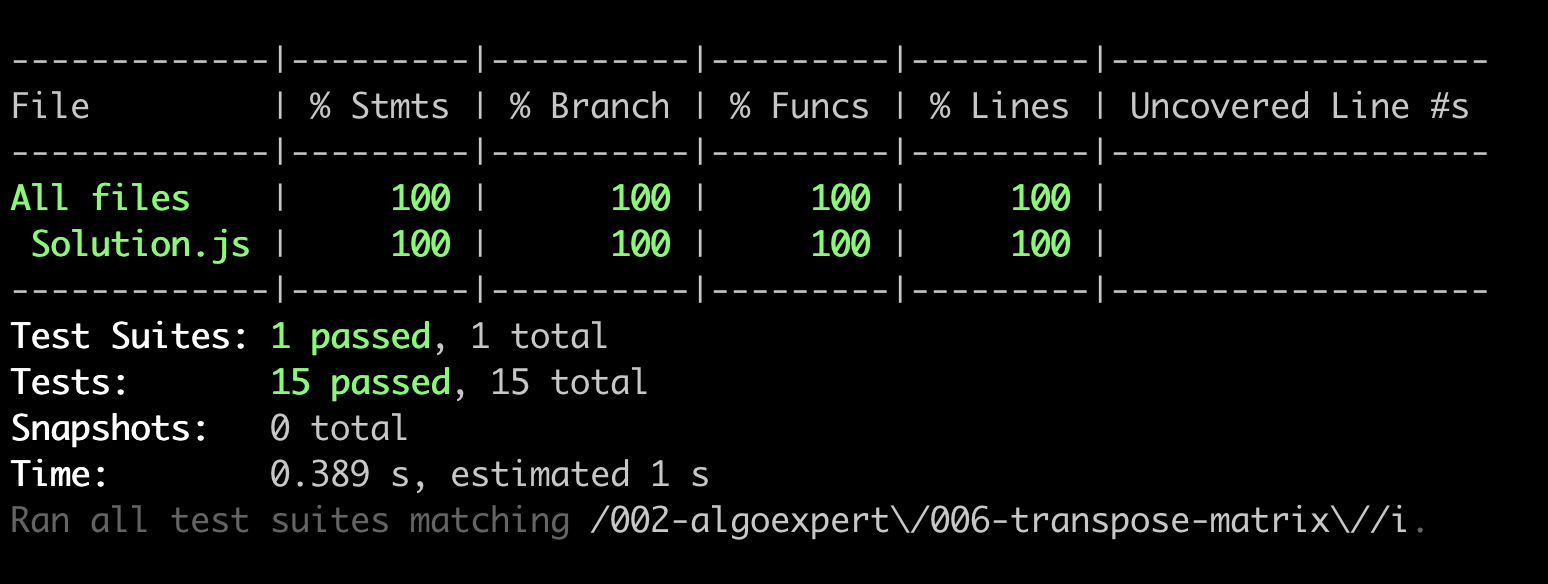 -------------|---------|----------|---------|---------|-------------------
File         | % Stmts | % Branch | % Funcs | % Lines | Uncovered Line #s
-------------|---------|----------|---------|---------|-------------------
All files    |     100 |      100 |     100 |     100 |
 Solution.js |     100 |      100 |     100 |     100 |
-------------|---------|----------|---------|---------|-------------------
Test Suites: 1 passed, 1 total
Tests:       15 passed, 15 total
Snapshots:   0 total
Time:        0.389 s, estimated 1 s
Ran all test suites matching /002-algoexpert\/006-transpose-matrix\//i.